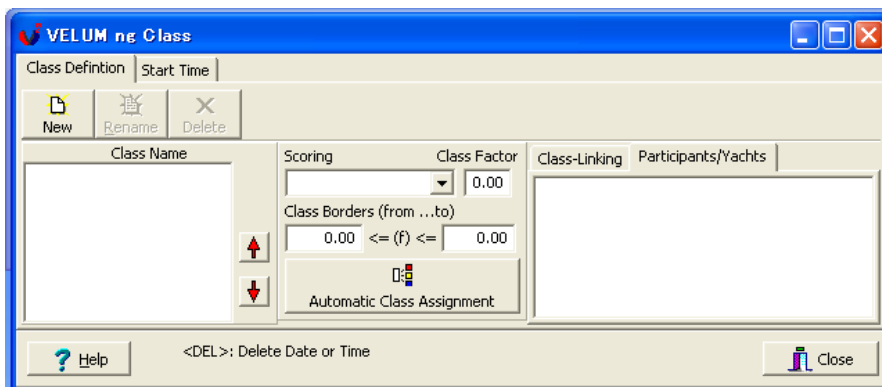 VELUM ng Class
Class Defintion
Start Time
New
Rename
Delete
Class Name
Scoring
Class Factor
0.00
Class Borders (from ...to)
0.00 <= (f) <= 0.00
Automatic Class Assignment
Class-Linking
Participants/Yachts
Help
<DEL>: Delete Date or Time
Close